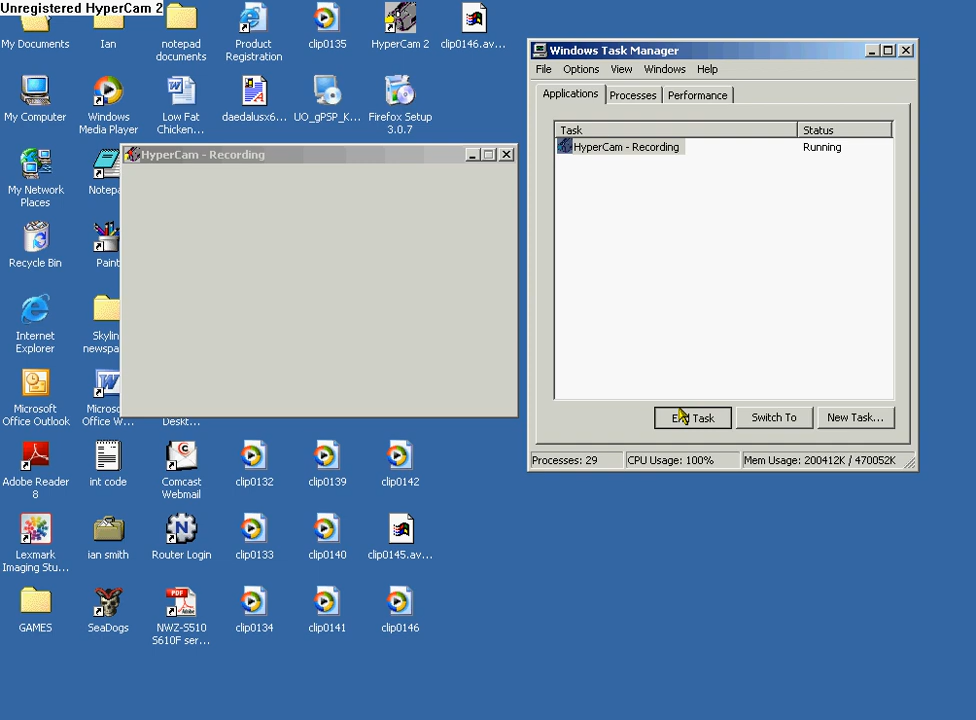 Unregistered HyperCam 2
My Documents
Ian
notepad
documents
Product
Registration
clip0135
HyperCam 2
clip0146.av...
My Computer
Windows
Media Player
Low Fat
Chicken...
daedalusx6...
UO_gPSP_K...
Firefox Setup
3.0.7
My Network
Places
Recycle Bin
Paint
Internet
Explorer
newspa
Microsoft
Office Outlook
Office W...
Deskt...
HyperCam - Recording
Windows Task Manager
File Options View Windows Help
Applications Processes Performance
Task Status
HyperCam - Recording Running
End Task Switch To New Task...
Processes: 29 CPU Usage: 100% Mem Usage: 200412K / 470052K
Adobe Reader
8
int code
Comcast
Webmail
clip0132
clip0139
clip0142
Lexmark
Imaging Stu...
ian smith
Router Login
clip0133
clip0140
clip0145.av...
GAMES
SeaDogs
NWZ-S510
S610F ser...
clip0134
clip0141
clip0146